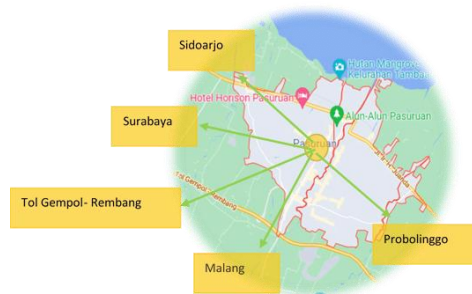 Sidoarjo
Hutan Mangrov
Kelurahan Tamba
Hotel Horison Pasuruan
Alun-Alun Pasuruan
Surabaya
Pasuruan
Tol Gempol- Rembang
Tol Gempol - Rembang
Probolinggo
Malang